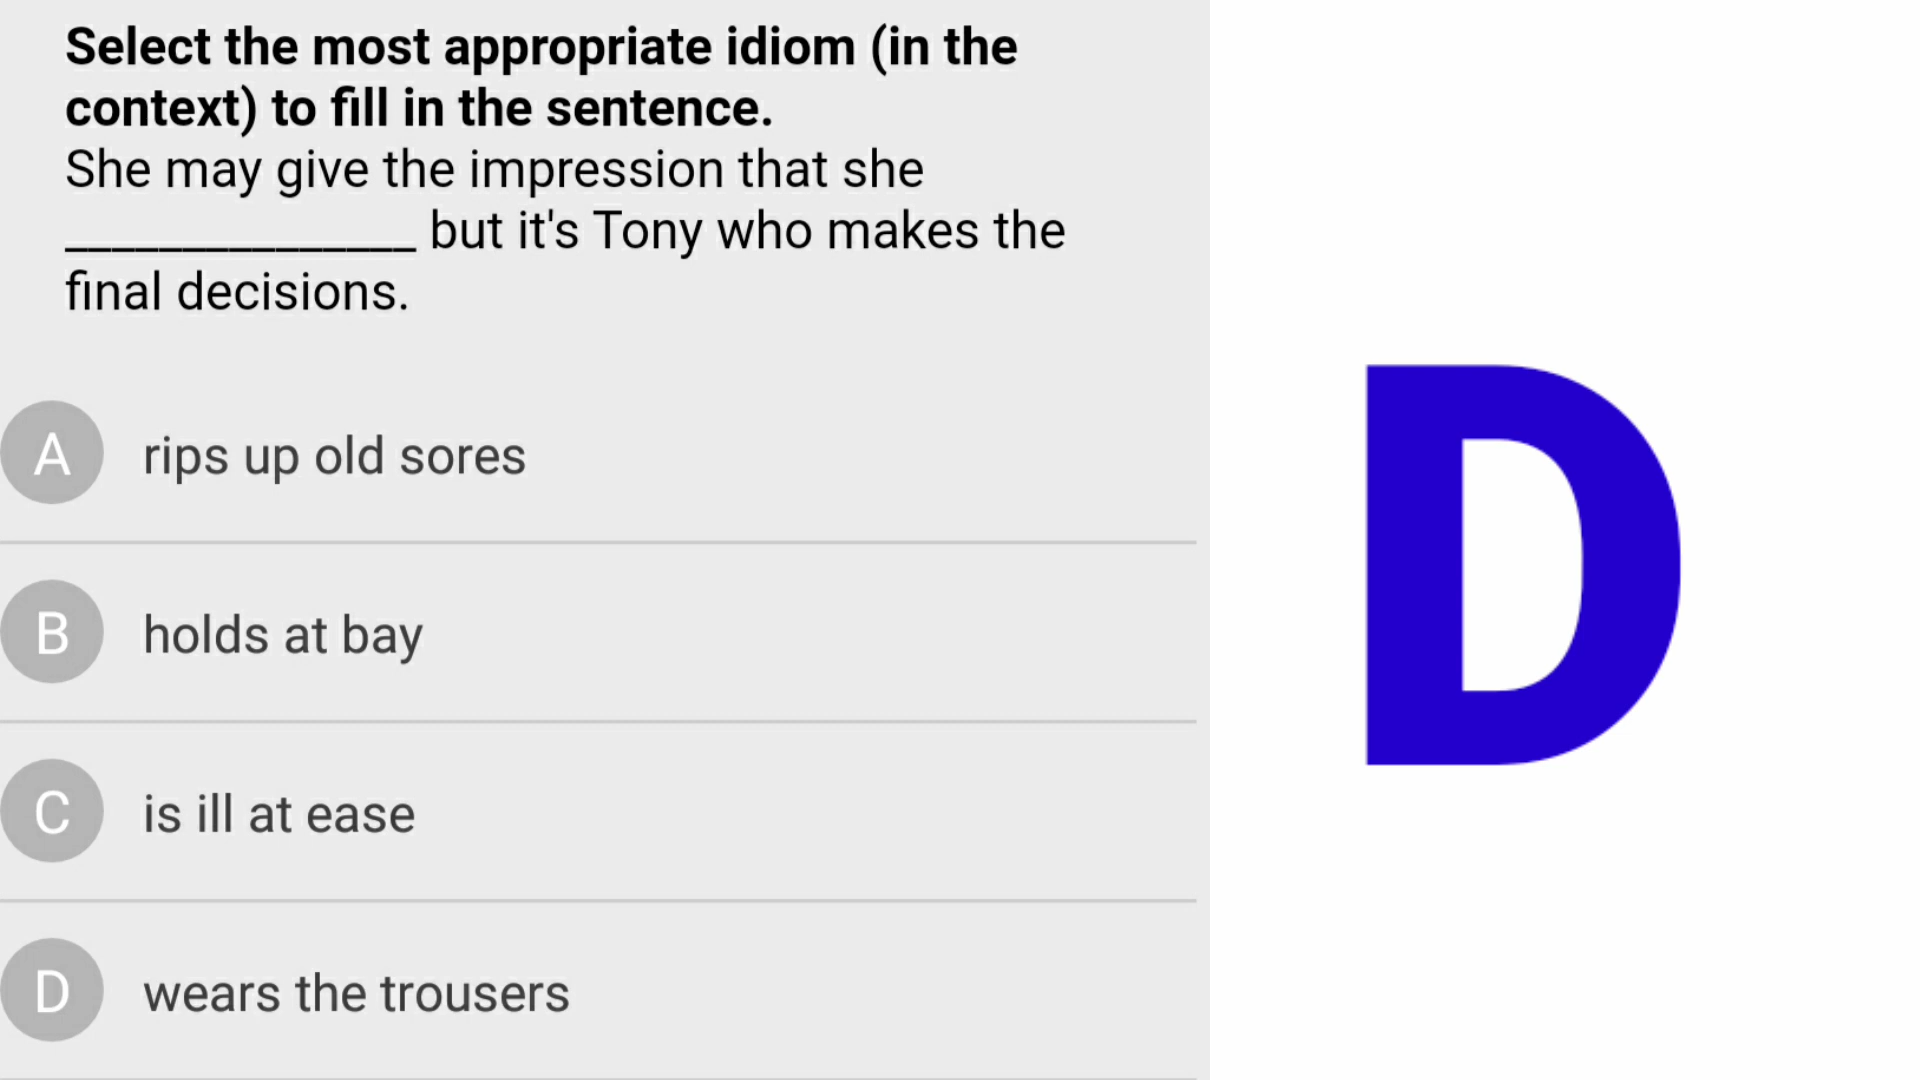 Select the most appropriate idiom (in the
context) to fill in the sentence.
She may give the impression that she
_______________ but it's Tony who makes the
final decisions.
A rips up old sores
B holds at bay
C is ill at ease
D wears the trousers
D